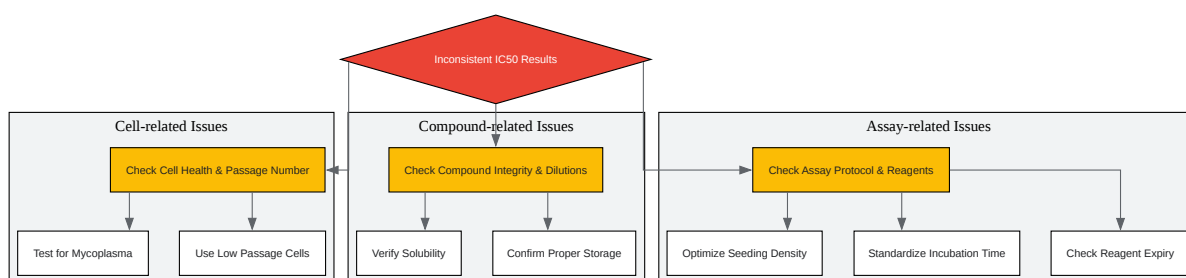 Inconsistent IC50 Results
Cell-related Issues
Compound-related Issues
Assay-related Issues
Check Cell Health & Passage Number
Check Compound Integrity & Dilutions
Check Assay Protocol & Reagents
Test for Mycoplasma
Use Low Passage Cells
Verify Solubility
Confirm Proper Storage
Optimize Seeding Density
Standardize Incubation Time
Check Reagent Expiry